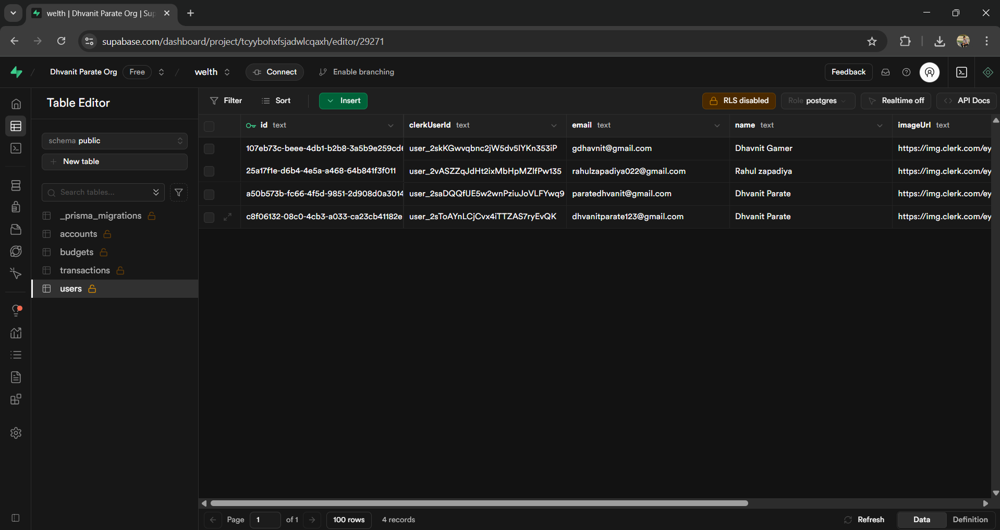 welth | Dhvanit Parate Org | Sup
supabase.com/dashboard/project/tcyybohxfsjadwlcqaxh/editor/29271
Dhvanit Parate Org Free / welth Connect Enable branching Feedback
Table Editor
Filter Sort Insert RLS disabled Role postgres Realtime off API Docs
schema public
New table
Search tables...
_prisma_migrations
accounts
budgets
transactions
users
id text clerkUserId text email text name text imageUrl text
107eb73c-beee-4db1-b2b8-3a5b9e259cd user_2skKGwvqbnc2jW5dv5IYKn353iP gdhavnit@gmail.com Dhavnit Gamer https://img.clerk.com/ey
25a17f1e-d6b4-4e5a-a468-64b841f3f011 user_2vASZZqJdHt2ixMbHpMZIfPw135 rahulzapadiya022@gmail.com Rahul zapadiya https://img.clerk.com/ey
a50b573b-fc66-4f5d-9851-2d908d0a3014 user_2saDQQfUE5w2wnPziuJoVLFYwq9 paratedhvanit@gmail.com Dhvanit Parate https://img.clerk.com/ey
c8f06132-08c0-4cb3-a033-ca23cb41182e user_2sToAYnLCjCvx4iTTZAS7ryEvQK dhvanitparate123@gmail.com Dhvanit Parate https://img.clerk.com/ey
Page 1 of 1 100 rows 4 records Refresh Data Definition